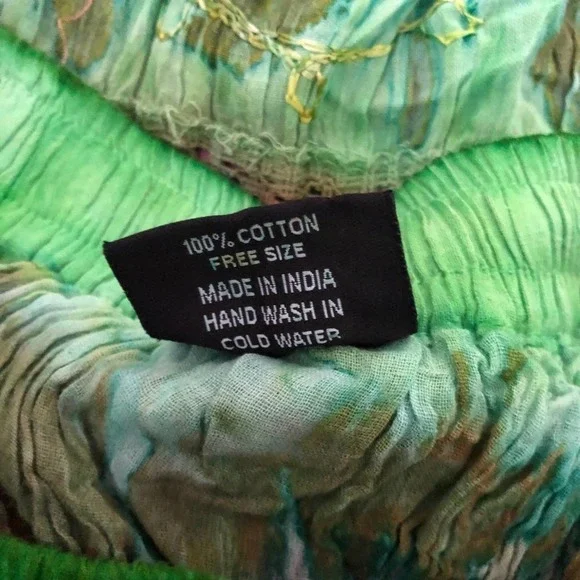 100% COTTON
FREE SIZE
MADE IN INDIA
HAND WASH IN
COLD WATER